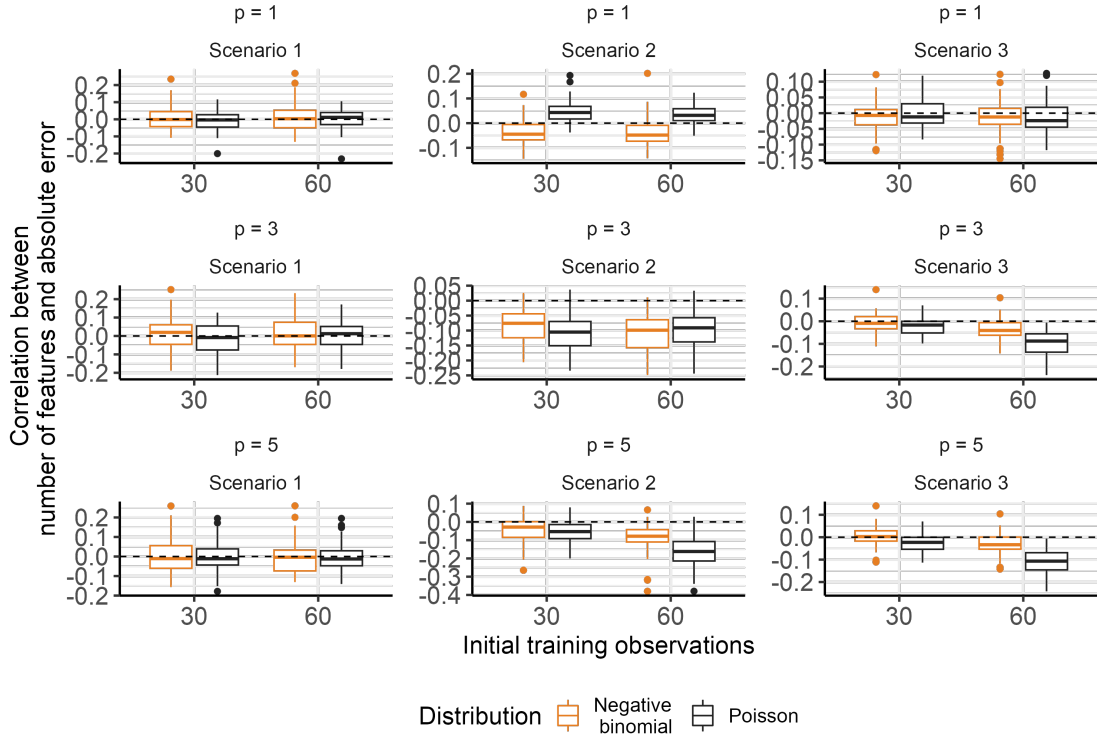 p = 1
p = 1
p = 1
Scenario 1
Scenario 2
Scenario 3
0.2
0.1
0.0
-0.1
-0.2
30
60
0.2
0.1
0.0
-0.1
30
60
0.10
0.05
0.00
-0.05
-0.10
-0.15
30
60
p = 3
p = 3
p = 3
Scenario 1
Scenario 2
Scenario 3
0.2
0.1
0.0
-0.1
-0.2
30
60
0.05
0.00
-0.05
-0.10
-0.15
-0.20
-0.25
30
60
0.1
0.0
-0.1
-0.2
30
60
p = 5
p = 5
p = 5
Scenario 1
Scenario 2
Scenario 3
0.2
0.1
0.0
-0.1
-0.2
30
60
0.1
0.0
-0.1
-0.2
-0.3
-0.4
30
60
0.1
0.0
-0.1
-0.2
30
60
Correlation between
number of features and absolute error
Initial training observations
Distribution
Negative
binomial
Poisson